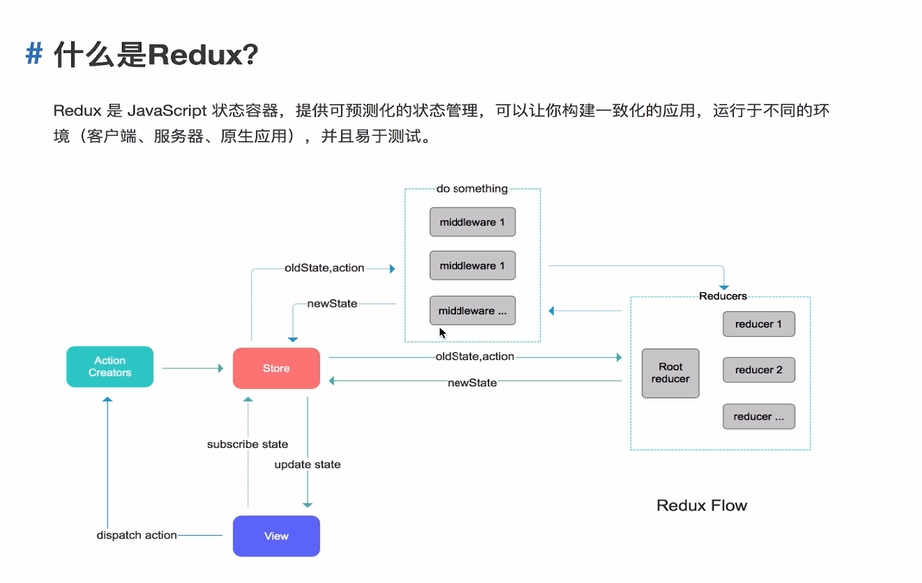 # 什么是Redux?
Redux 是 JavaScript 状态容器，提供可预测化的状态管理，可以让你构建一致化的应用，运行于不同的环
境（客户端、服务器、原生应用），并且易于测试。
do something
middleware 1
oldState,action
middleware 1
newState
middleware ...
Reducers
reducer 1
oldState,action
Action
Creators
Store
Root
reducer
reducer 2
newState
reducer ...
subscribe state
update state
Redux Flow
dispatch action
View